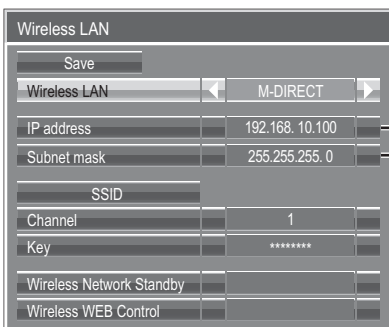 Wireless LAN
Save
Wireless LAN M-DIRECT
IP address 192.168. 10.100
Subnet mask 255.255.255. 0
SSID
Channel 1
Key ********
Wireless Network Standby
Wireless WEB Control